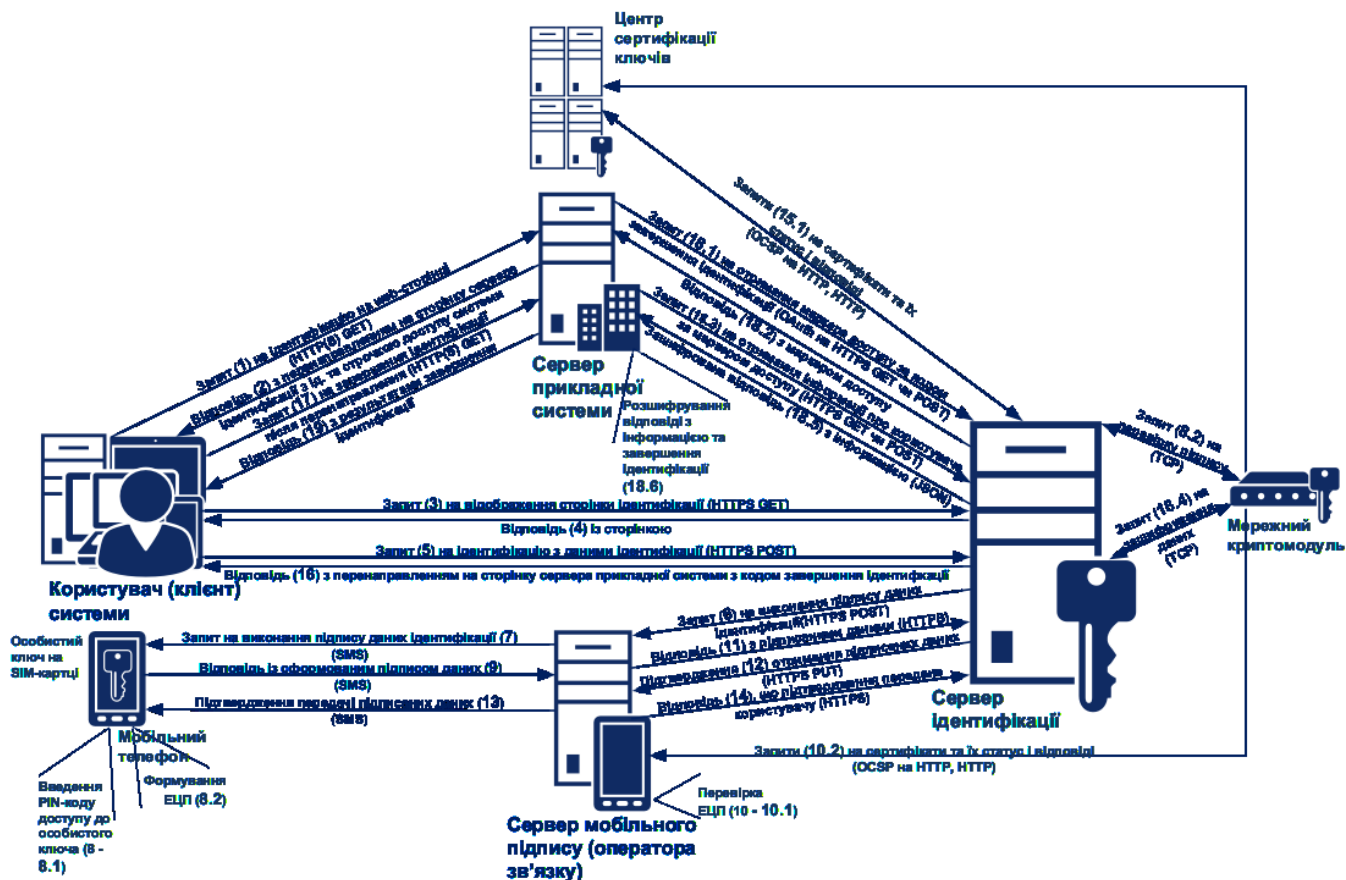 Центр
сертифікації
ключів
Запити (15.1) на сертифікати та їх
статус і відповіді
(OCSP на HTTP, HTTP)
Запит (18.1) на отримання маркера доступу за кодом
завершення ідентифікації (OAuth на HTTPS GET чи POST)
Відповідь (18.2) з маркером доступу
Запит (18.3) на отримання інформації про користувача
за маркером доступу (HTTPS GET чи POST)
Зашифрована відповідь (18.5) з інформацією (JSON)
Запит (1) на ідентифікацію на web-сторінці
(HTTP(S) GET)
Відповідь (2) з перенаправленням на сторінку сервера
ідентифікації з ід. та строчкою доступу системи
Запит (17) на завершення ідентифікації
після перенаправлення (HTTP(S) GET)
Відповідь (19) з результатами завершення
ідентифікації
Сервер
прикладної
системи
Розшифрування
відповіді з
інформацією та
завершення
ідентифікації
(18.6)
Запит (8.2) на
перевірку підпису
(TCP)
Запит (18.4) на
зашифрування
даних
(TCP)
Мережний
криптомодуль
Запит (3) на відображення сторінки ідентифікації (HTTPS GET)
Відповідь (4) із сторінкою
Запит (5) на ідентифікацію з даними ідентифікації (HTTPS POST)
Відповідь (16) з перенаправленням на сторінку сервера прикладної системи з кодом завершення ідентифкації
Користувач (клієнт)
системи
Особистий
ключ на
SIM-картці
Запит на виконання підпису даних ідентифікації (7)
(SMS)
Відповідь із сформованим підписом даних (9)
(SMS)
Підтвердження передачі підписаних даних (13)
(SMS)
Запит (6) на виконання підпису даних
ідентифікації(HTTPS POST)
Відповідь (11) з підписаними даними (HTTPS)
Підтвердження (12) отримання підписаних даних
(HTTPS PUT)
Відповідь (14), що підтвердження передане
користувачу (HTTPS)
Сервер
ідентифікації
Мобільний
телефон
Формування
ЕЦП (8.2)
Введення
PIN-коду
доступу до
особистого
ключа (8 -
8.1)
Запити (10.2) на сертифікати та їх статус і відповіді
(OCSP на HTTP, HTTP)
Перевірка
ЕЦП (10 - 10.1)
Сервер мобільного
підпису (оператора
зв'язку)